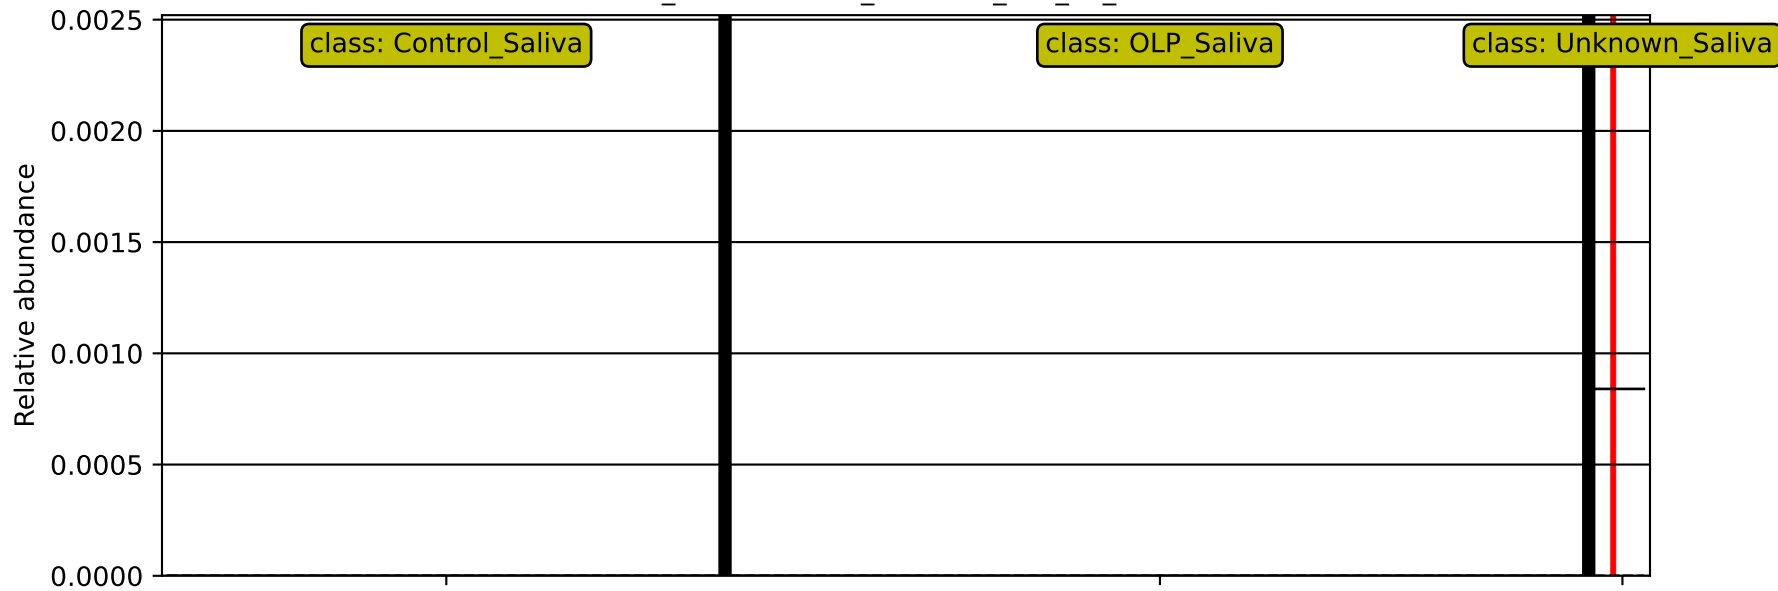 0.0025
class: Control_Saliva
class: OLP_Saliva
class: Unknown_Saliva
0.0020
0.0015
0.0010
0.0005
0.0000
Relative abundance